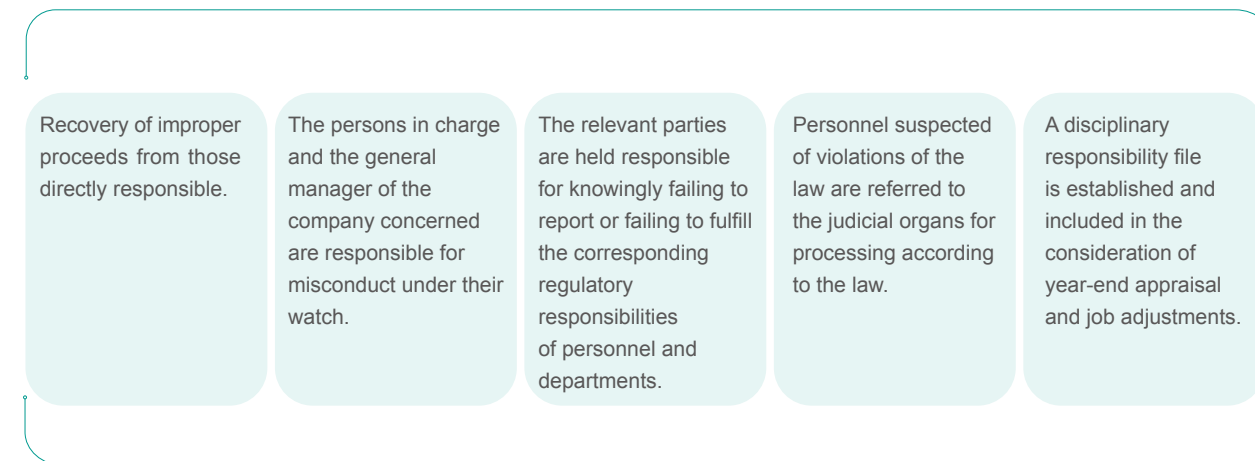 Recovery of improper
proceeds from those
directly responsible.
The persons in charge
and the general
manager of the
company concerned
are responsible for
misconduct under their
watch.
The relevant parties
are held responsible
for knowingly failing to
report or failing to fulfill
the corresponding
regulatory
responsibilities
of personnel and
departments.
Personnel suspected
of violations of the
law are referred to
the judicial organs for
processing according
to the law.
A disciplinary
responsibility file
is established and
included in the
consideration of
year-end appraisal
and job adjustments.